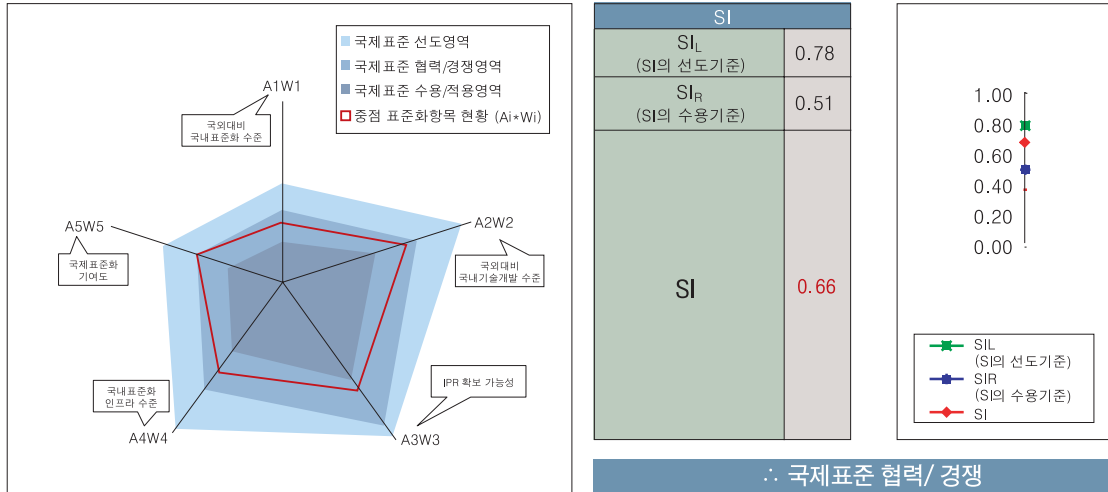 국제표준 선도영역
국제표준 협력/경쟁영역
국제표준 수용/적용영역
중점 표준화항목 현황 (Ai*Wi)
A1W1
국외대비
국내표준화 수준
A2W2
국외대비
국내기술개발 수준
A5W5
국제표준화
기여도
IPR 확보 가능성
A3W3
국내표준화
인프라 수준
A4W4
SI
SIL
(SI의 선도기준)
0.78
SIR
(SI의 수용기준)
0.51
SI
0.66
1.00
0.80
0.60
0.40
0.20
0.00
SIL
(SI의 선도기준)
SIR
(SI의 수용기준)
SI
∴ 국제표준 협력/ 경쟁